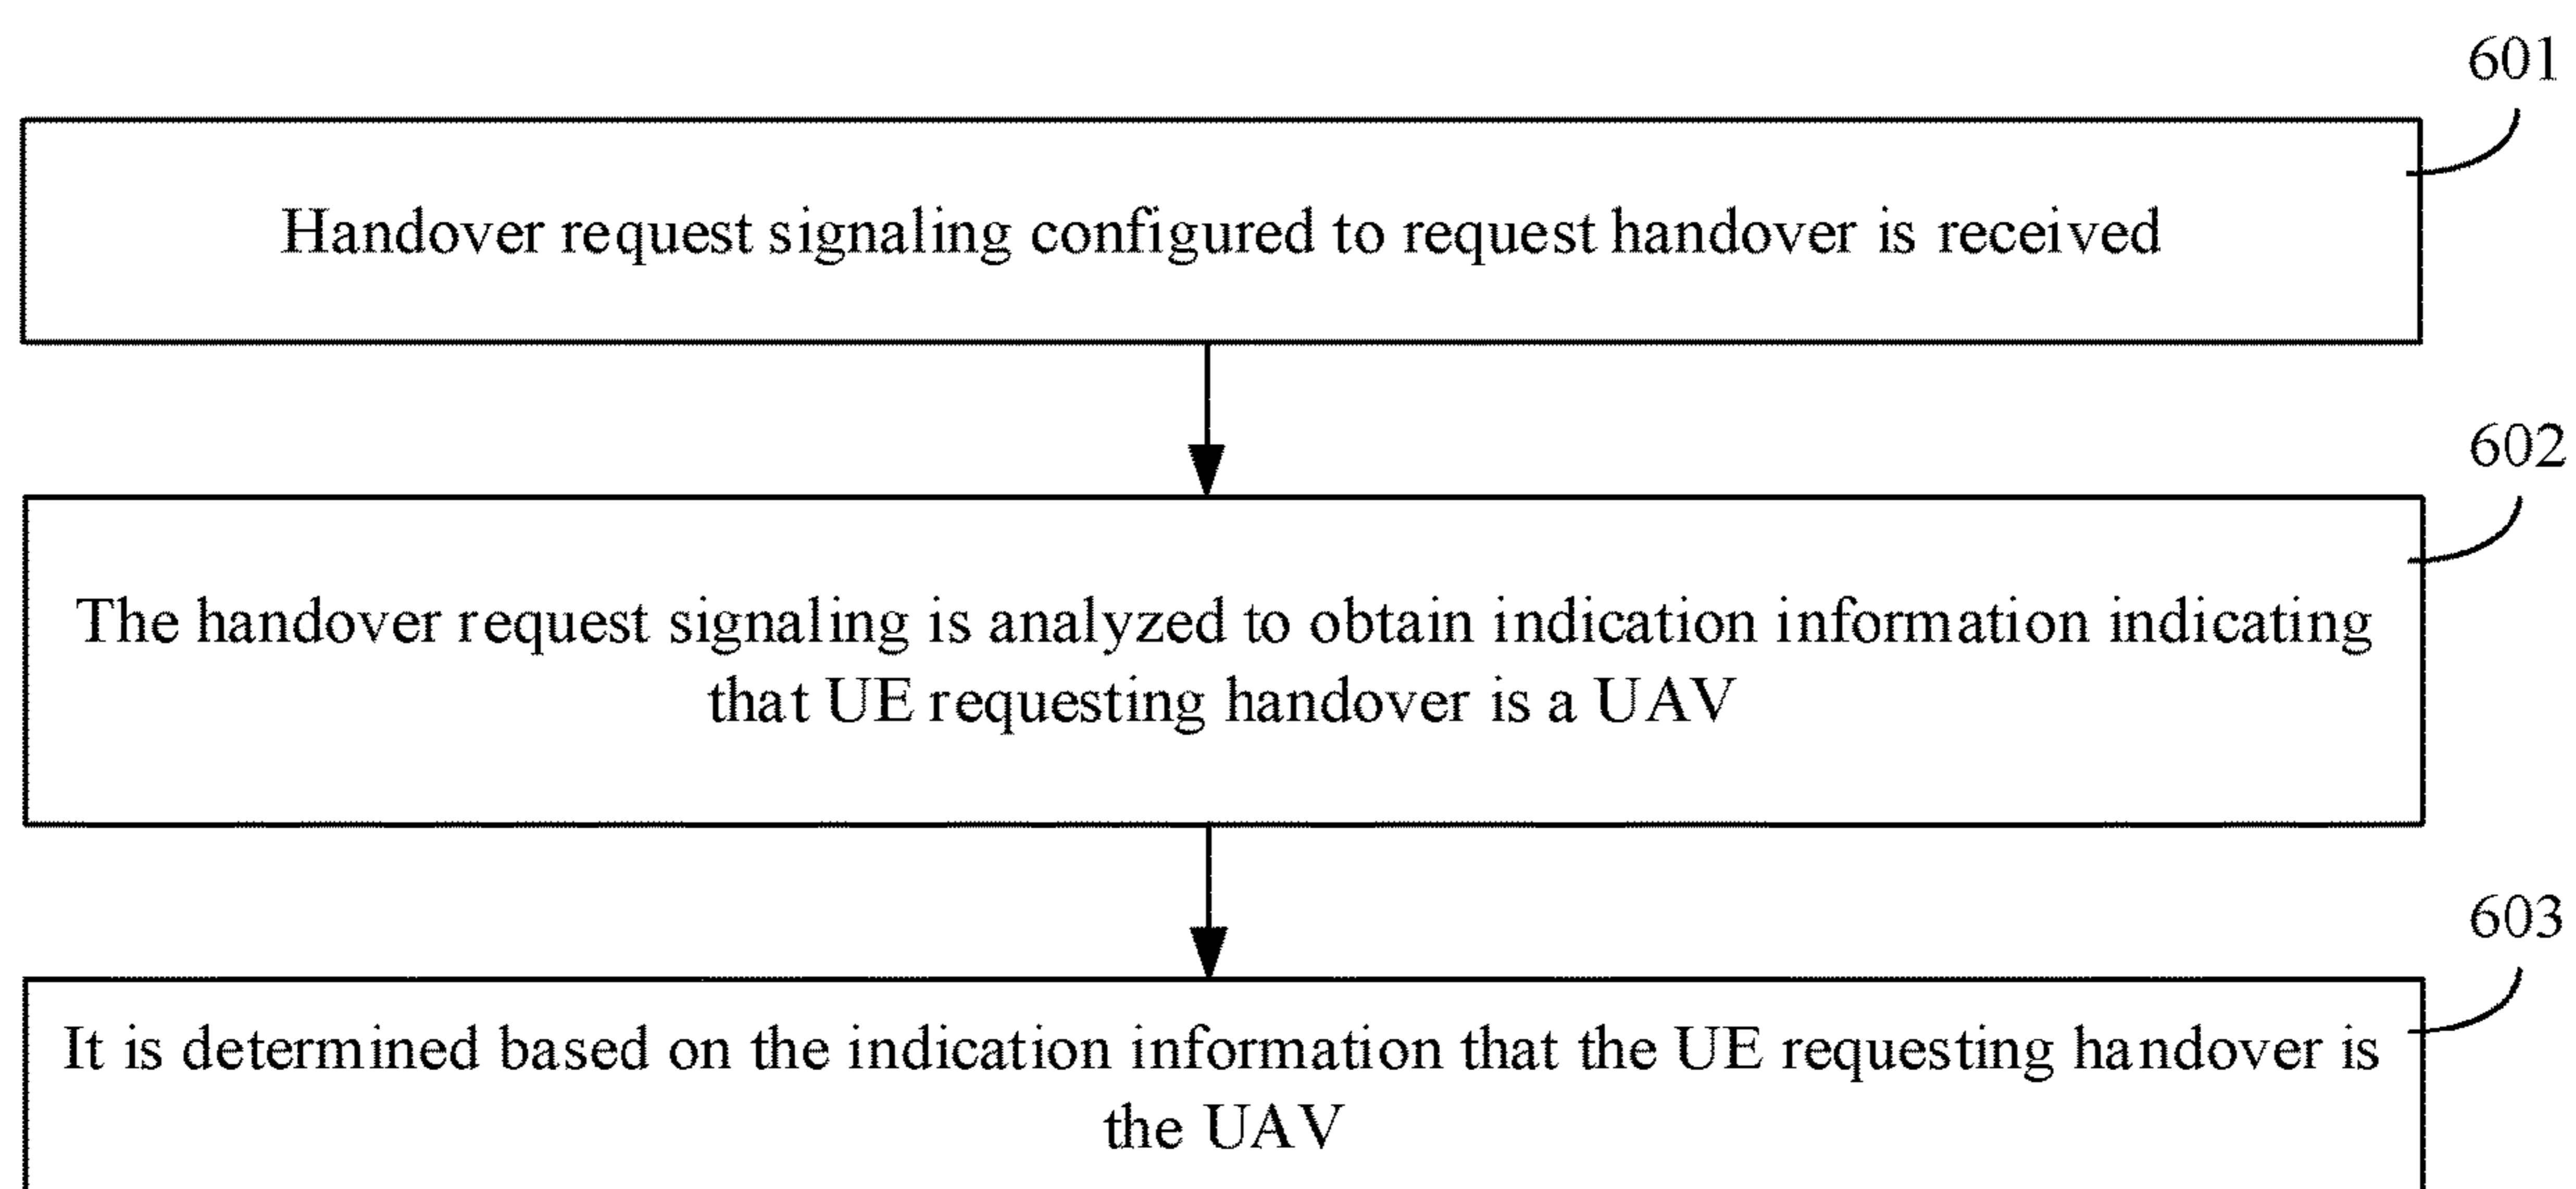 601
Handover request signaling configured to request handover is received
602
The handover request signaling is analyzed to obtain indication information indicating
that UE requesting handover is a UAV
603
It is determined based on the indication information that the UE requesting handover is
the UAV